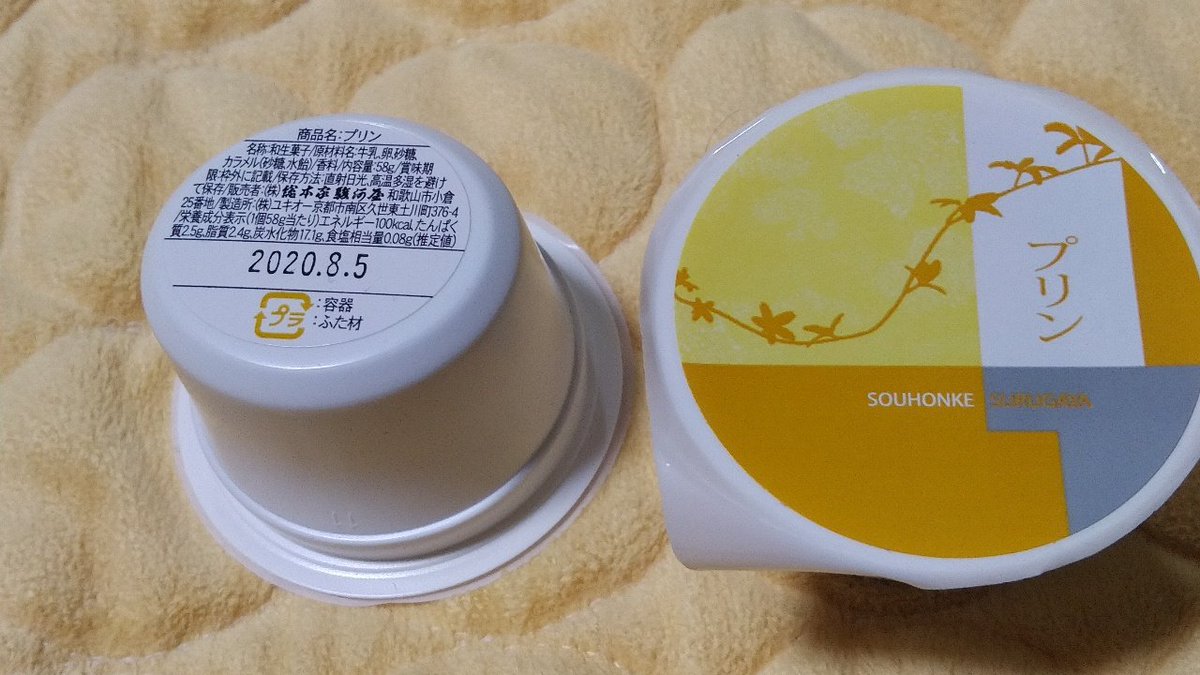 商品名:プリン
名称:和生菓子/原材料名:牛乳、卵、砂糖、
カラメル(砂糖、水飴)/香料/内容量:58g/賞味期
限:枠外に記載/保存方法:直射日光、高温多湿を避け
て保存/販売者:(株)総本家駿河屋 和歌山市小倉
25番地/製造所:(株)ユキオー京都市南区久世東土川町376-4
/栄養成分表示(1個58g当たり)エネルギー100kcal、たんぱく
質2.5g、脂質2.4g、炭水化物17.1g、食塩相当量0.08g(推定値)
2020.8.5
プラ
:容器
:ふた材
プリン
SOUHONKE SURUGAYA